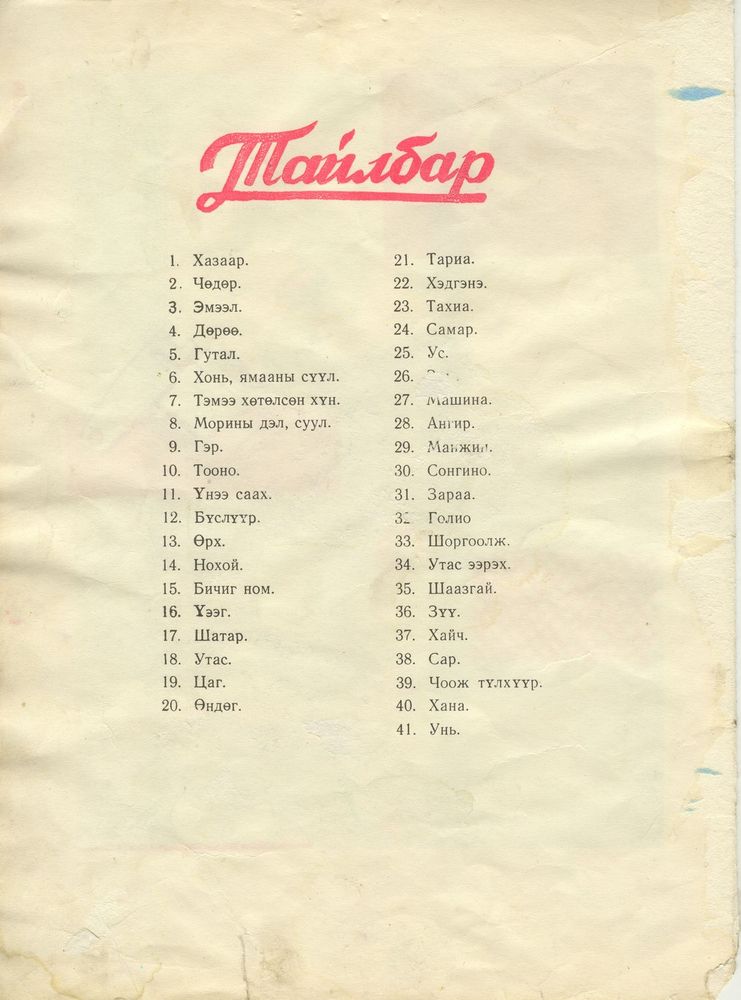 Тайлбар
1. Хазаар.
2. Чөдөр.
3. Эмээл.
4. Дөрөө.
5. Гутал.
6. Хонь, ямааны сүүл.
7. Тэмээ хөтөлсөн хүн.
8. Морины дэл, суул.
9. Гэр.
10. Тооно.
11. Үнээ саах.
12. Бүслүүр.
13. Өрх.
14. Нохой.
15. Бичиг ном.
16. Үзэг.
17. Шатар.
18. Утас.
19. Цаг.
20. Өндөг.
21. Тариа.
22. Хэдгэнэ.
23. Тахиа.
24. Самар.
25. Ус.
26.
27. Машина.
28. Ангир.
29. Манжин.
30. Сонгино.
31. Зараа.
32 Голио
33. Шоргоолж.
34. Утас ээрэх.
35. Шаазгай.
36. Зүү.
37. Хайч.
38. Сар.
39. Чоож түлхүүр.
40. Хана.
41. Унь.